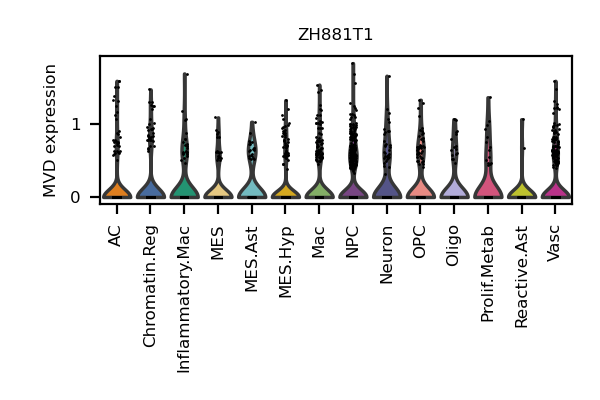 ZH881T1
MVD expression
1
0
AC
Chromatin.Reg
Inflammatory.Mac
MES
MES.Ast
MES.Hyp
Mac
NPC
Neuron
OPC
Oligo
Prolif.Metab
Reactive.Ast
Vasc